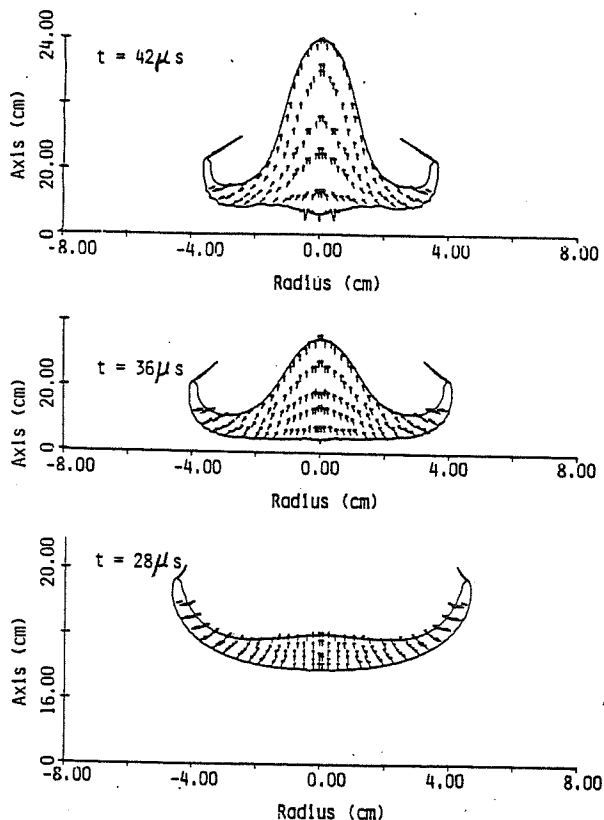 24.00
t = 42μs
Axis (cm)
20.00
0
-8.00 -4.00 0.00 4.00 8.00
Radius (cm)
t = 36μs
Axis (cm)
20.00
0
-8.00 -4.00 0.00 4.00 8.00
Radius (cm)
20.00
t = 28μs
Axis (cm)
16.00
0
-8.00 -4.00 0.00 4.00 8.00
Radius (cm)